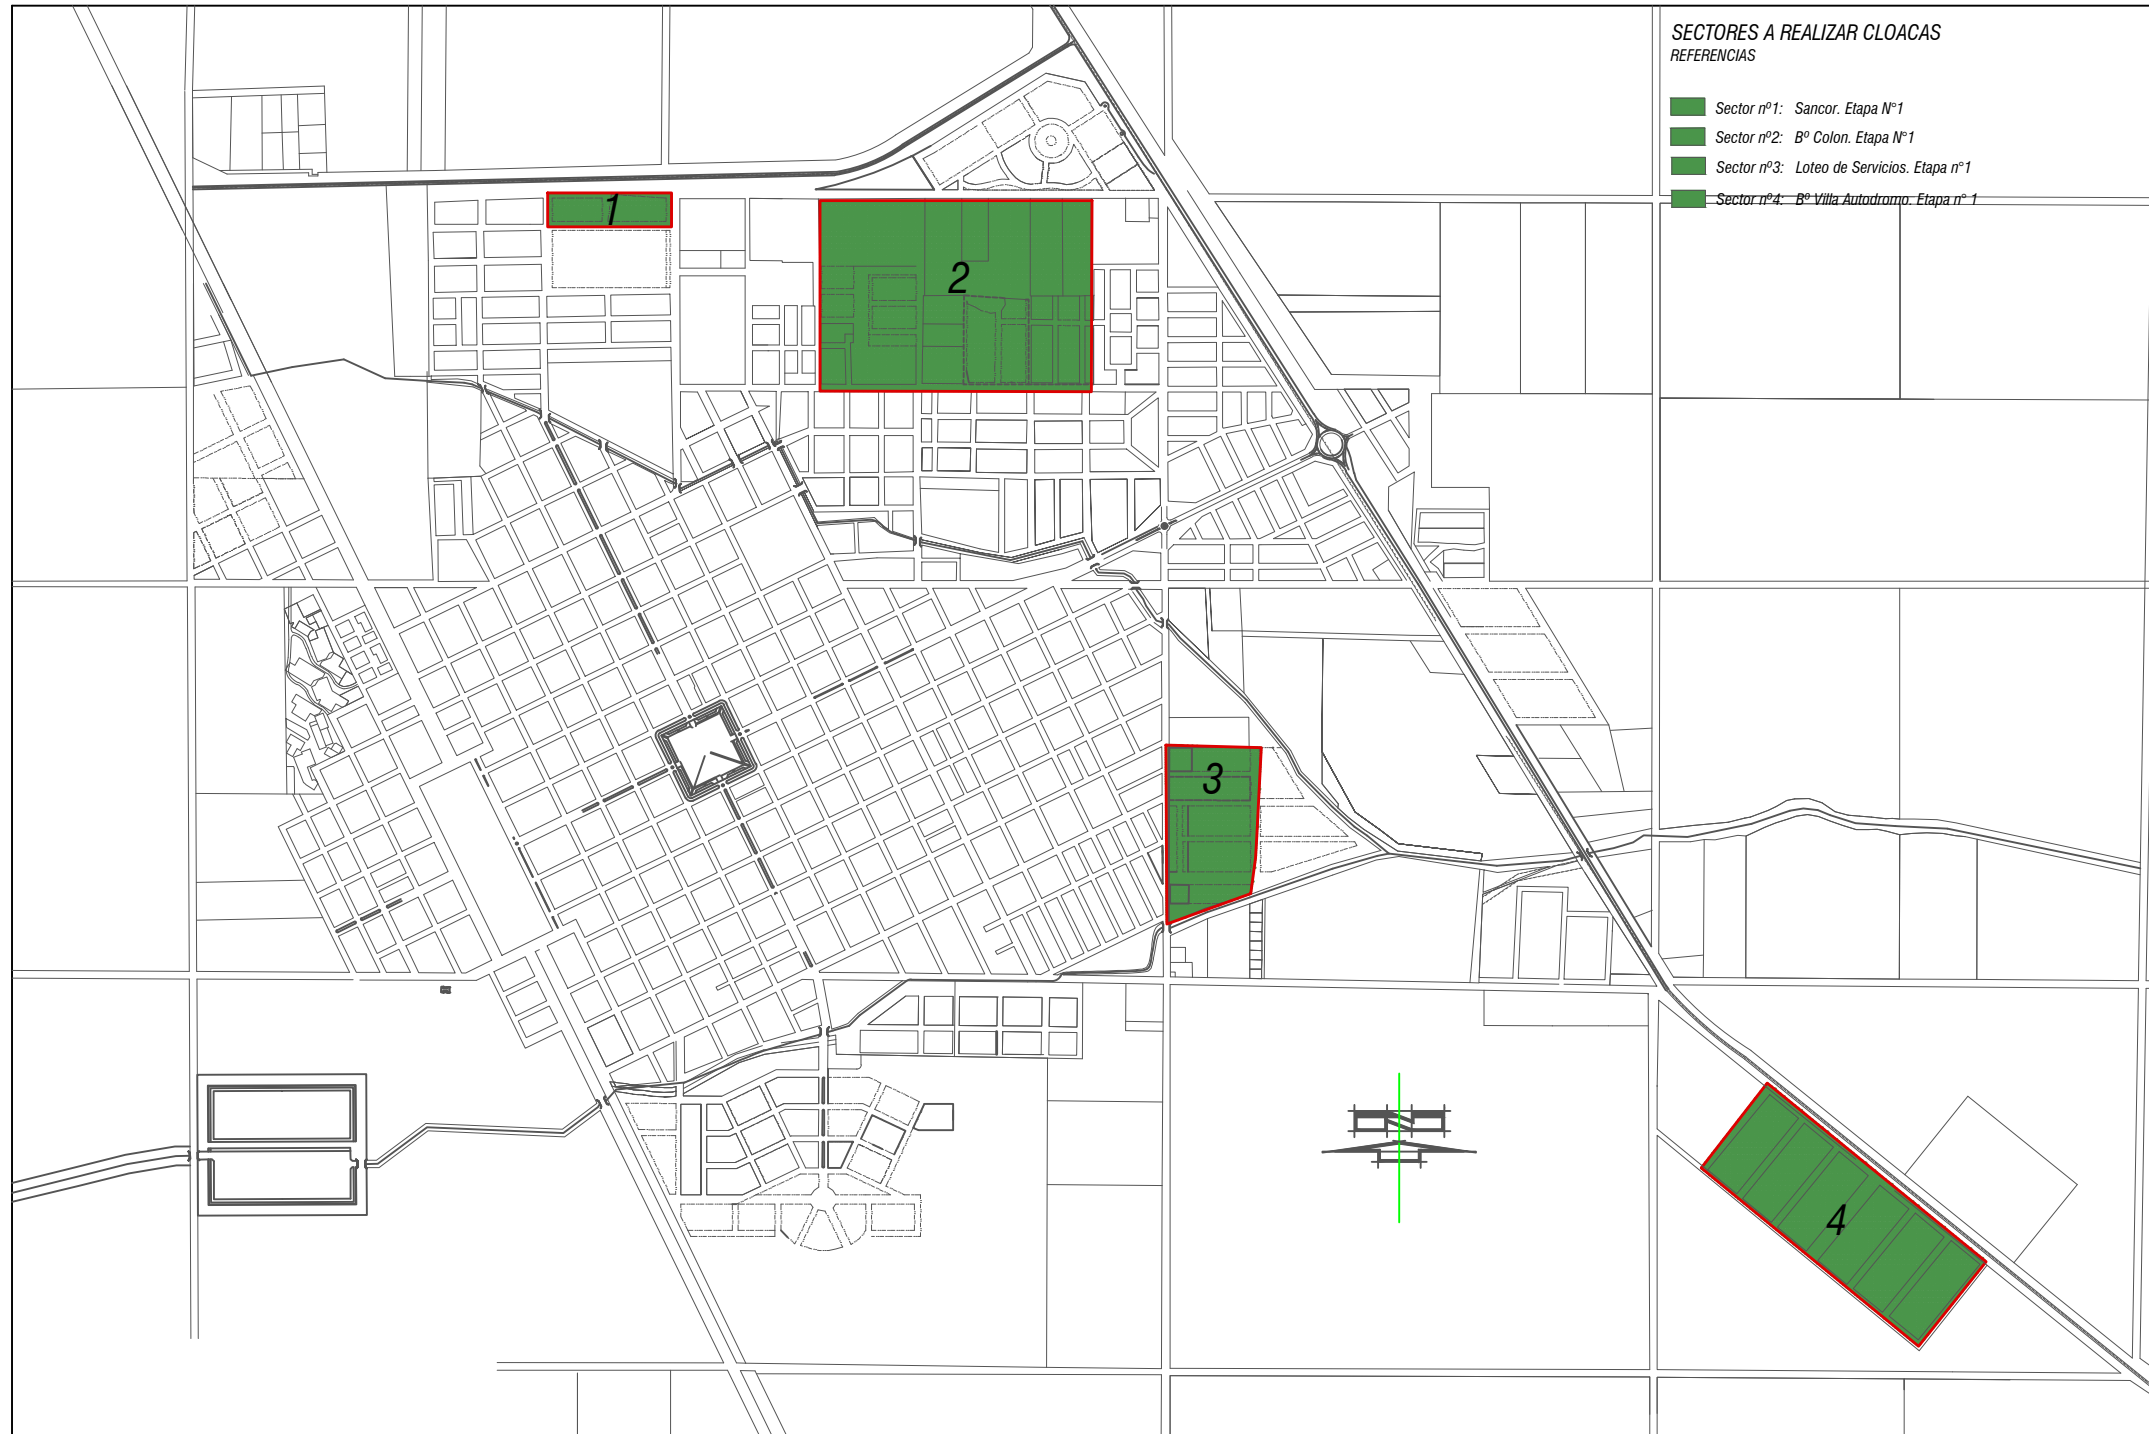 SECTORES A REALIZAR CLOACAS
REFERENCIAS
Sector nº1: Sancor. Etapa N°1
Sector nº2: Bº Colon. Etapa N°1
Sector nº3: Loteo de Servicios. Etapa n°1
Sector nº4: Bº Villa Autodromo. Etapa n° 1
1
2
3
4